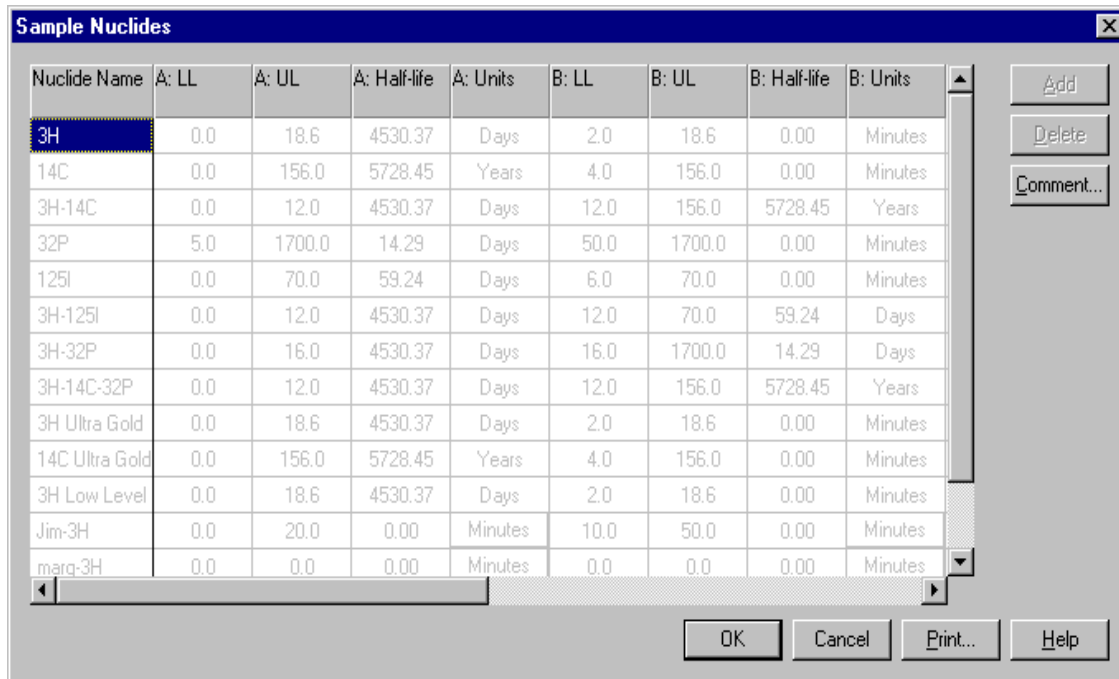 Sample Nuclides
Nuclide Name A: LL A: UL A: Half-life A: Units B: LL B: UL B: Half-life B: Units
3H 0.0 18.6 4530.37 Days 2.0 18.6 0.00 Minutes
14C 0.0 156.0 5728.45 Years 4.0 156.0 0.00 Minutes
3H-14C 0.0 12.0 4530.37 Days 12.0 156.0 5728.45 Years
32P 5.0 1700.0 14.29 Days 50.0 1700.0 0.00 Minutes
125I 0.0 70.0 59.24 Days 6.0 70.0 0.00 Minutes
3H-125I 0.0 12.0 4530.37 Days 12.0 70.0 59.24 Days
3H-32P 0.0 16.0 4530.37 Days 16.0 1700.0 14.29 Days
3H-14C-32P 0.0 12.0 4530.37 Days 12.0 156.0 5728.45 Years
3H Ultra Gold 0.0 18.6 4530.37 Days 2.0 18.6 0.00 Minutes
14C Ultra Gold 0.0 156.0 5728.45 Years 4.0 156.0 0.00 Minutes
3H Low Level 0.0 18.6 4530.37 Days 2.0 18.6 0.00 Minutes
Jim-3H 0.0 20.0 0.00 Minutes 10.0 50.0 0.00 Minutes
marg-3H 0.0 0.0 0.00 Minutes 0.0 0.0 0.00 Minutes
Add
Delete
Comment...
OK Cancel Print... Help